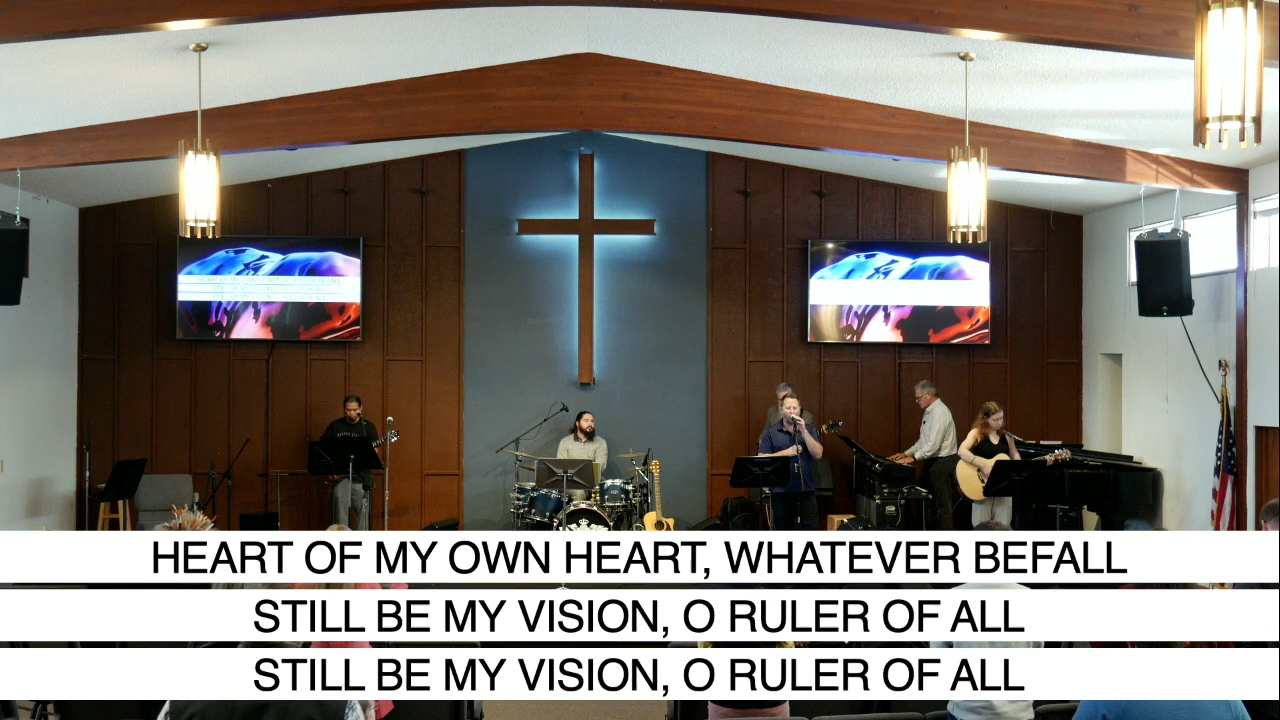 HEART OF MY OWN HEART, WHATEVER BEFALL
STILL BE MY VISION, O RULER OF ALL
STILL BE MY VISION, O RULER OF ALL